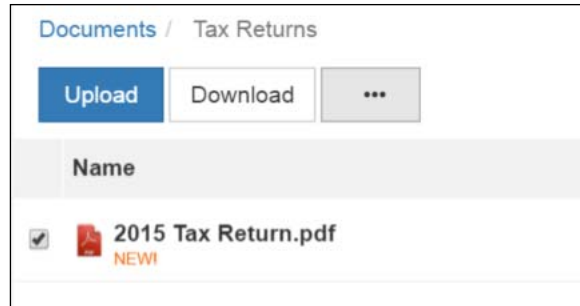 Documents / Tax Returns
Upload Download •••
Name
2015 Tax Return.pdf
NEW!